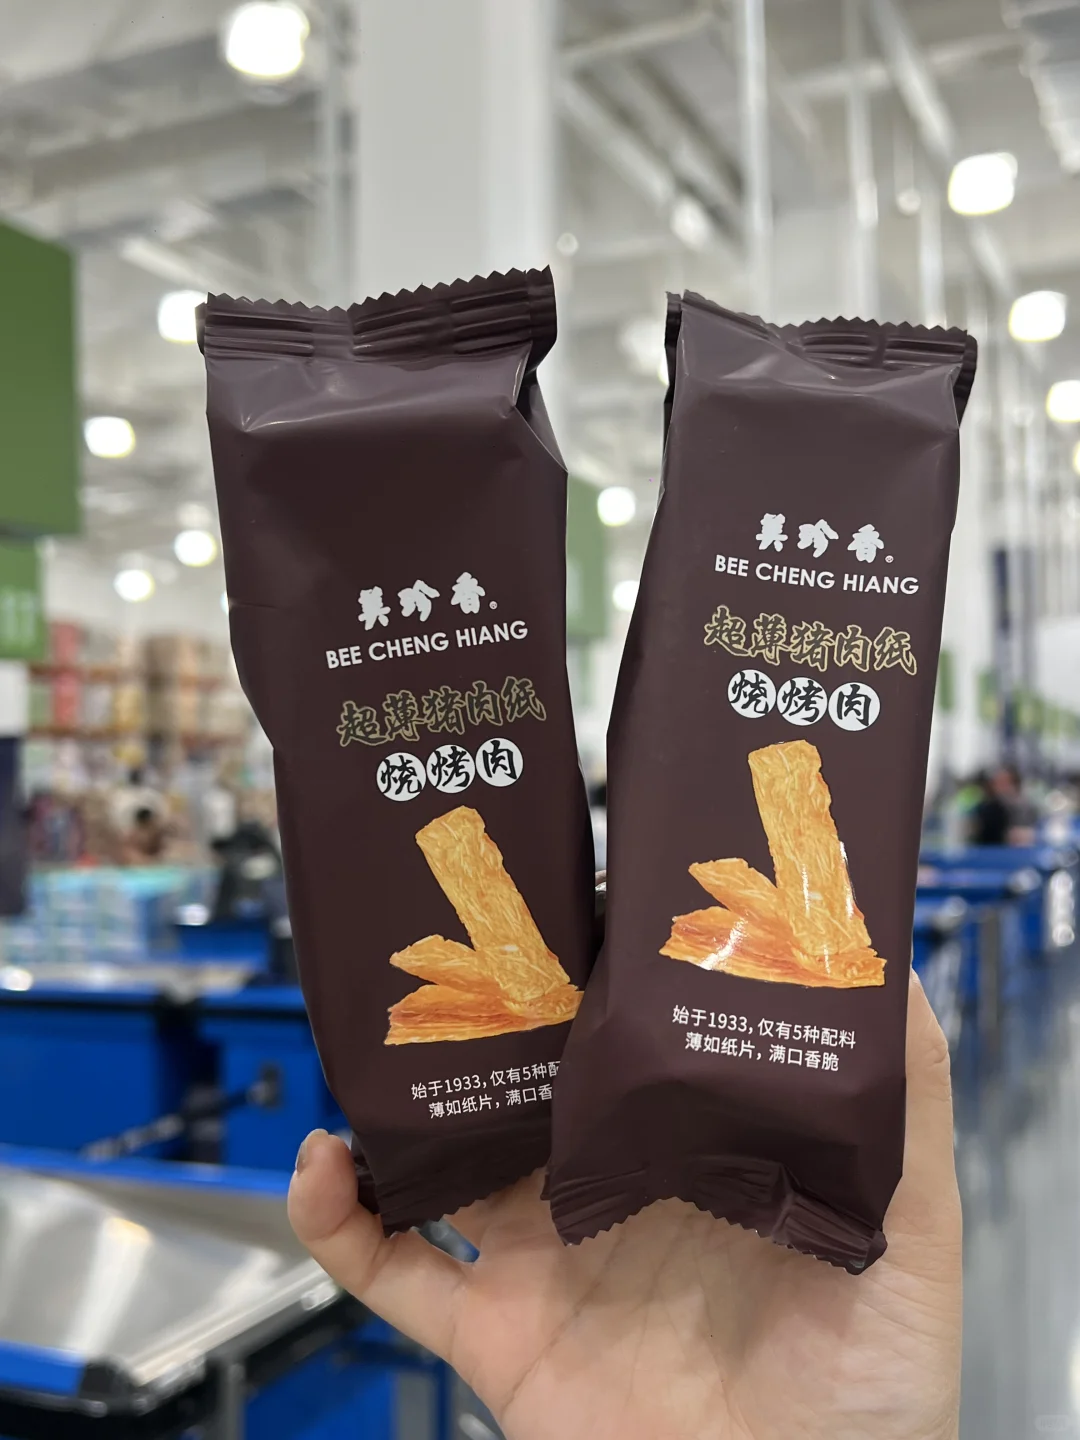 美珍香®
BEE CHENG HIANG
超薄猪肉纸
烧烤肉
始于1933,仅有5种
薄如纸片,满口香
美珍香®
BEE CHENG HIANG
超薄猪肉纸
烧烤肉
始于1933,仅有5种配料
薄如纸片,满口香脆
11